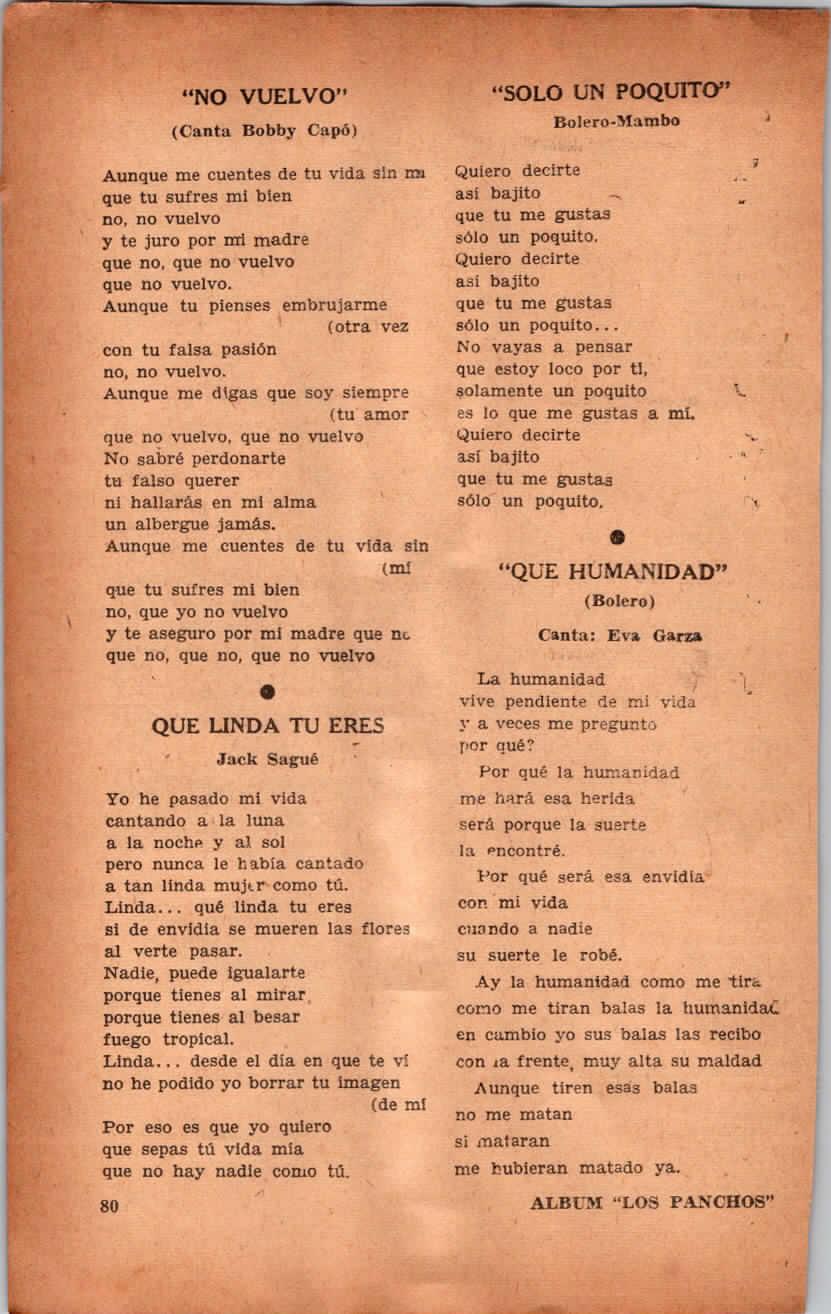 "NO VUELVO"
(Canta Bobby Capó)
Aunque me cuentes de tu vida sin
que tu sufres mi bien
no, no vuelvo
y te juro por mi madre
que no, que no vuelvo
que no vuelvo.
Aunque tu pienses embrujarme
(otra vez
con tu falsa pasión
no, no vuelvo.
Aunque me digas que soy siempre
(tu amor
que no vuelvo, que no vuelvo
No sabré perdonarte
tu falso querer
ni hallarás en mi alma
un albergue jamás.
Aunque me cuentes de tu vida sin
(mí
que tu sufres mi bien
no, que yo no vuelvo
y te aseguro por mi madre que no
que no, que no, que no vuelvo
QUE LINDA TU ERES
Jack Sagué
Yo he pasado mi vida
cantando a la luna
a la noche y al sol
pero nunca le había cantado
a tan linda mujer como tú.
Linda... qué linda tu eres
si de envidia se mueren las flores
al verte pasar.
Nadie, puede igualarte
porque tienes al mirar
porque tienes al besar
fuego tropical.
Linda... desde el día en que te ví
no he podido yo borrar tu imagen
(de mí
Por eso es que yo quiero
que sepas tú vida mía
que no hay nadie como tú.
80
"SOLO UN POQUITO"
Bolero-Mambo
Quiero decirte
así bajito
que tu me gustas
sólo un poquito.
Quiero decirte
así bajito
que tu me gustas
sólo un poquito...
No vayas a pensar
que estoy loco por tí,
solamente un poquito
es lo que me gustas a mí.
Quiero decirte
así bajito
que tu me gustas
sólo un poquito.
"QUE HUMANIDAD"
(Bolero)
Canta: Eva Garza
La humanidad
vive pendiente de mi vida
y a veces me pregunto
por qué?
Por qué la humanidad
me hará esa herida
será porque la suerte
la encontré.
Por qué será esa envidia
con mi vida
cuando a nadie
su suerte le robé.
Ay la humanidad como me tira
como me tiran balas la humanidad
en cambio yo sus balas las recibo
con la frente, muy alta su maldad
Aunque tiren esas balas
no me matan
si mataran
me hubieran matado ya.
ALBUM "LOS PANCHOS"